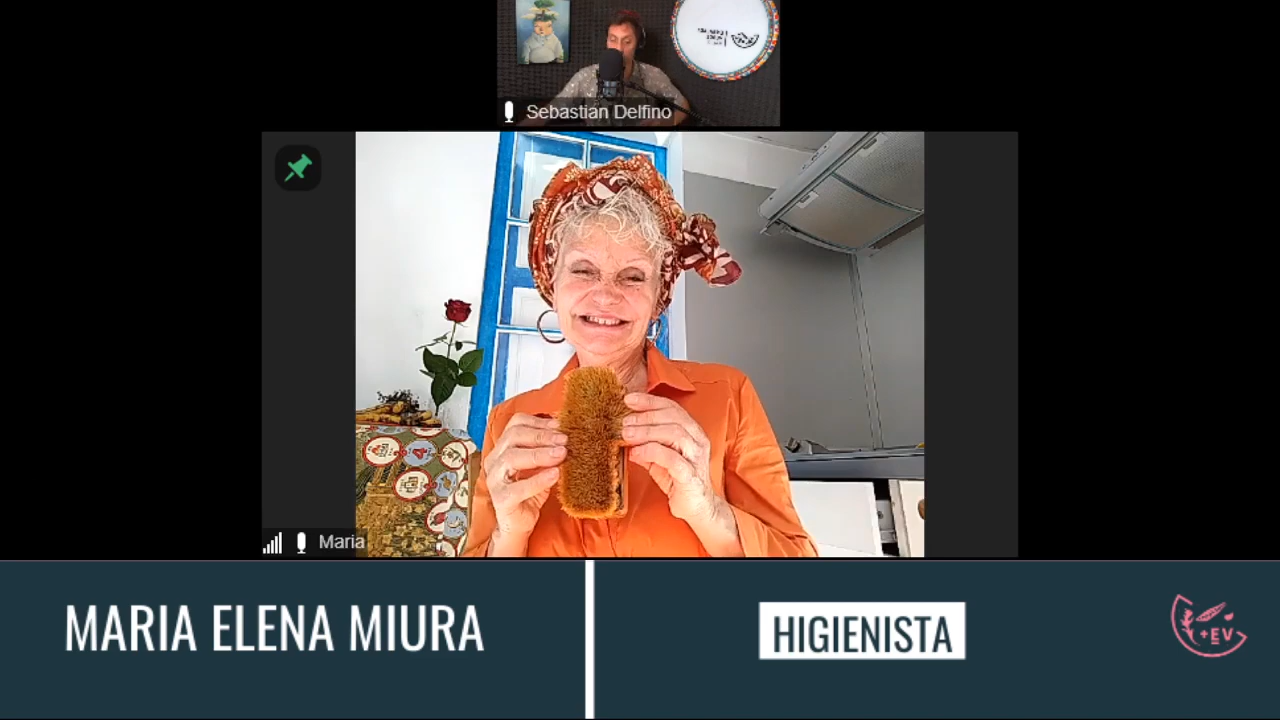 Sebastian Delfino
Maria
MARIA ELENA MIURA
HIGIENISTA
+EV